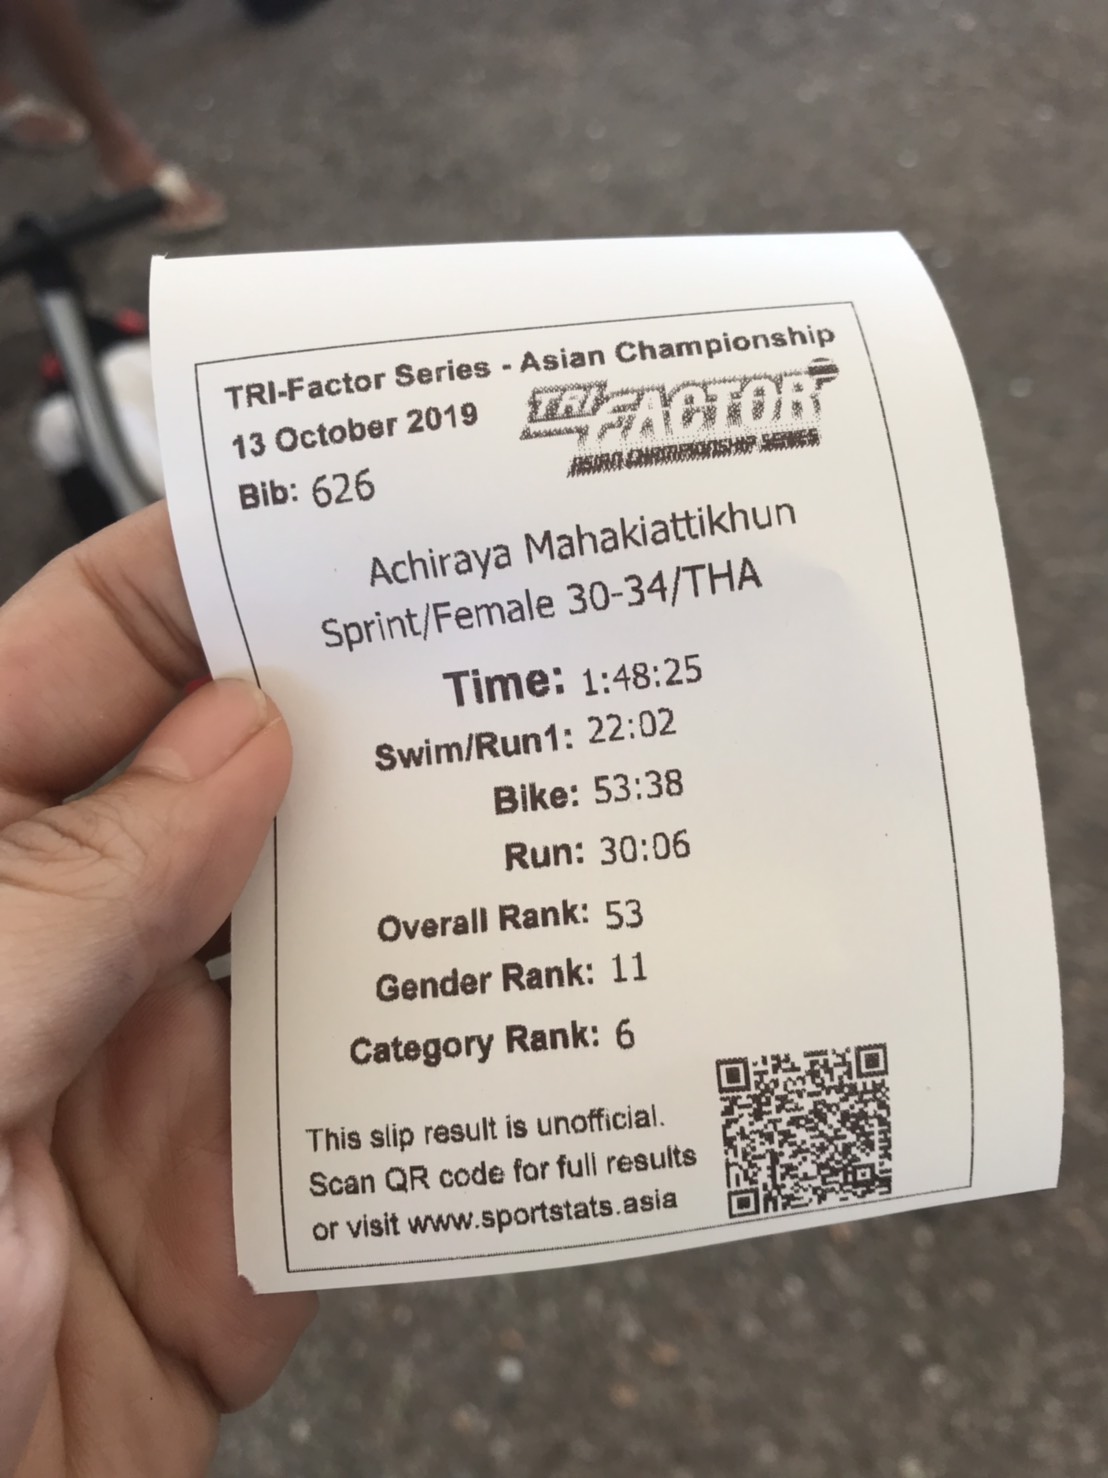 TRI-Factor Series - Asian Championship
13 October 2019
TRI-FACTOR
ASIAN CHAMPIONSHIP SERIES
Bib: 626
Achiraya Mahakiattikhun
Sprint/Female 30-34/THA
Time: 1:48:25
Swim/Run1: 22:02
Bike: 53:38
Run: 30:06
Overall Rank: 53
Gender Rank: 11
Category Rank: 6
This slip result is unofficial.
Scan QR code for full results
or visit www.sportstats.asia